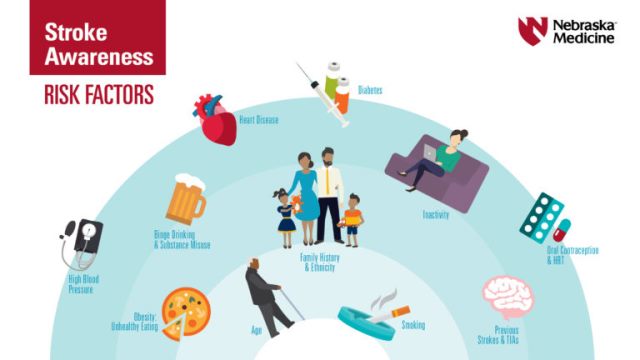 Stroke
Awareness
RISK FACTORS
Nebraska
Medicine
Diabetes
Heart Disease
Inactivity
Binge Drinking
& Substance Misuse
Family History
& Ethnicity
Oral Contraception
& HRT
High Blood
Pressure
Obesity:
Unhealthy Eating
Age
Smoking
Previous
Strokes & TIAs